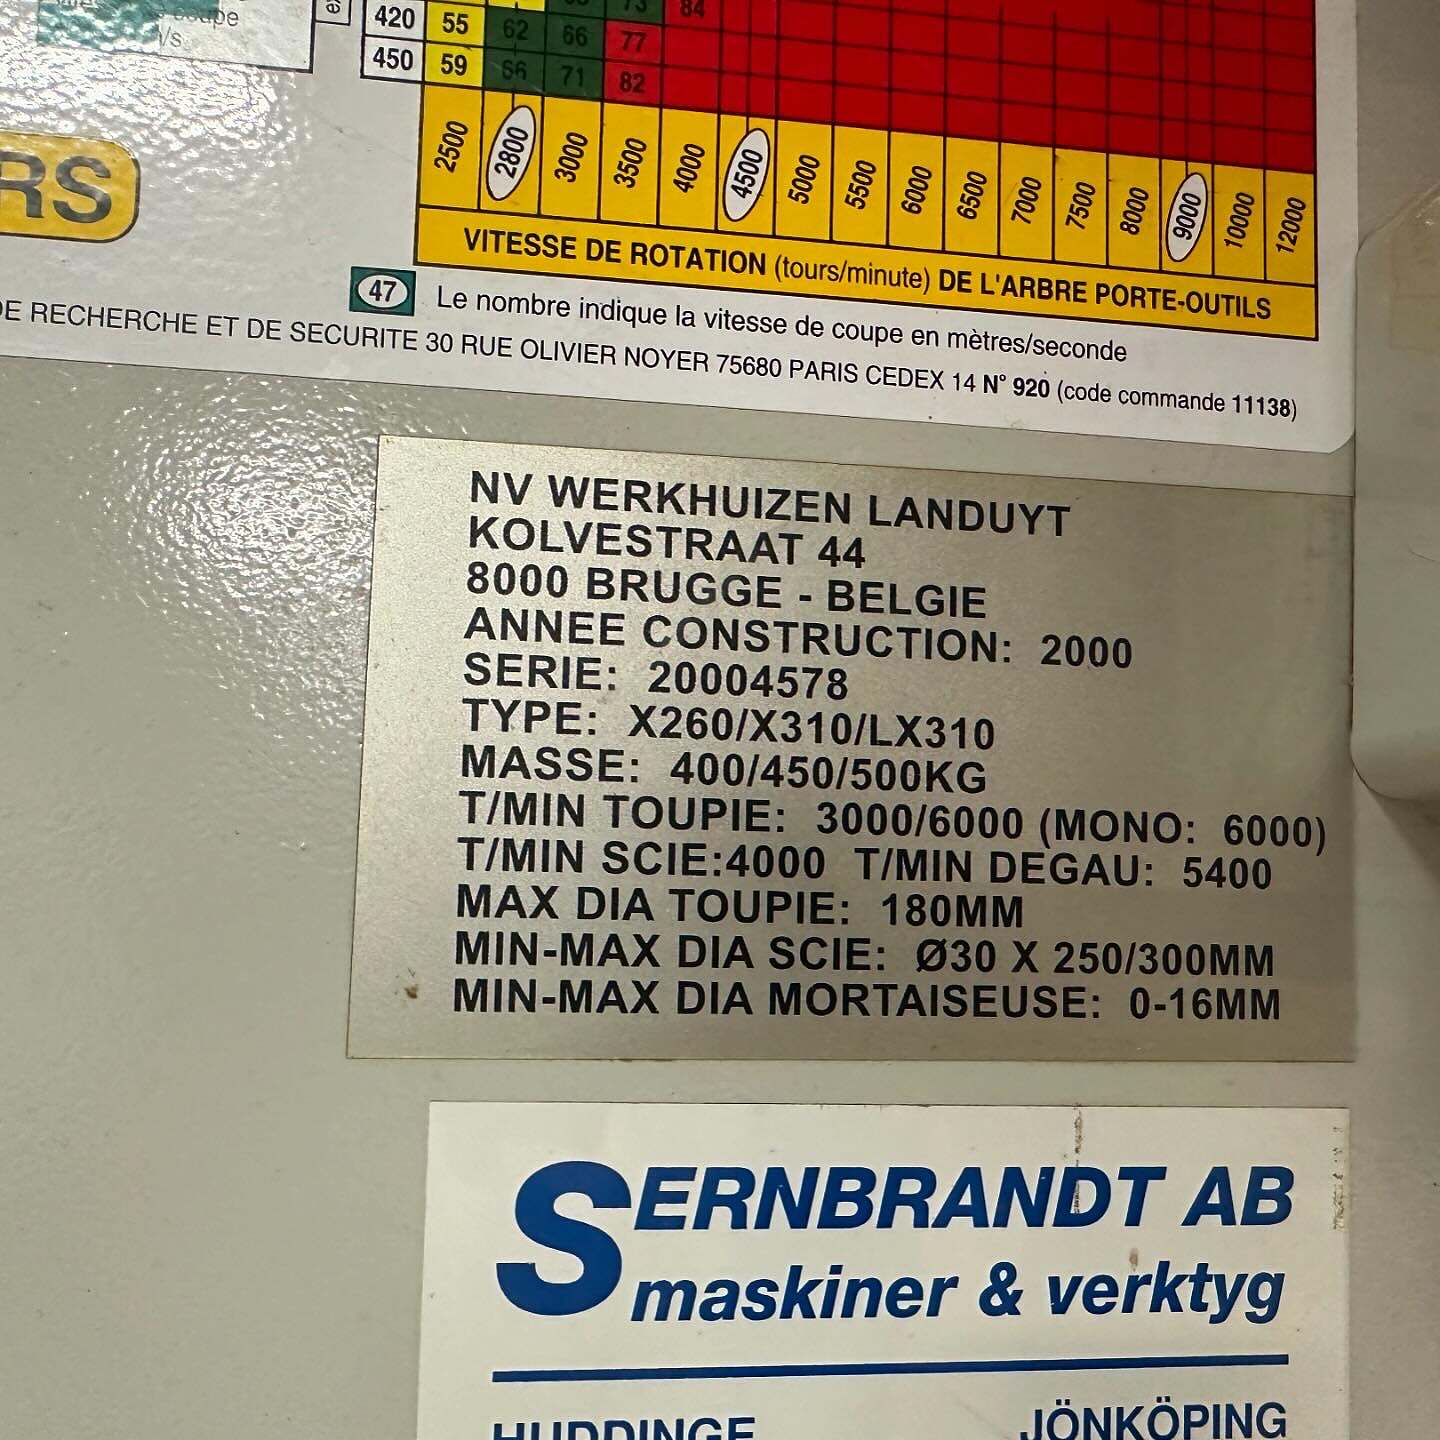 coupe
420 55 62 66 77
450 59 66 71 82
84
73
2500 2800 3000 3500 4000 4500 5000 5500 6000 6500 7000 7500 8000 9000 10000 12000
VITESSE DE ROTATION (tours/minute) DE L'ARBRE PORTE-OUTILS
RS
47 Le nombre indique la vitesse de coupe en mètres/seconde
DE RECHERCHE ET DE SECURITE 30 RUE OLIVIER NOYER 75680 PARIS CEDEX 14 N° 920 (code commande 11138)
NV WERKHUIZEN LANDUYT
KOLVESTRAAT 44
8000 BRUGGE - BELGIE
ANNEE CONSTRUCTION: 2000
SERIE: 20004578
TYPE: X260/X310/LX310
MASSE: 400/450/500KG
T/MIN TOUPIE: 3000/6000 (MONO: 6000)
T/MIN SCIE:4000 T/MIN DEGAU: 5400
MAX DIA TOUPIE: 180MM
MIN-MAX DIA SCIE: Ø30 X 250/300MM
MIN-MAX DIA MORTAISEUSE: 0-16MM
SERNBRANDT AB
maskiner & verktyg
HUDDINGE JÖNKÖPING